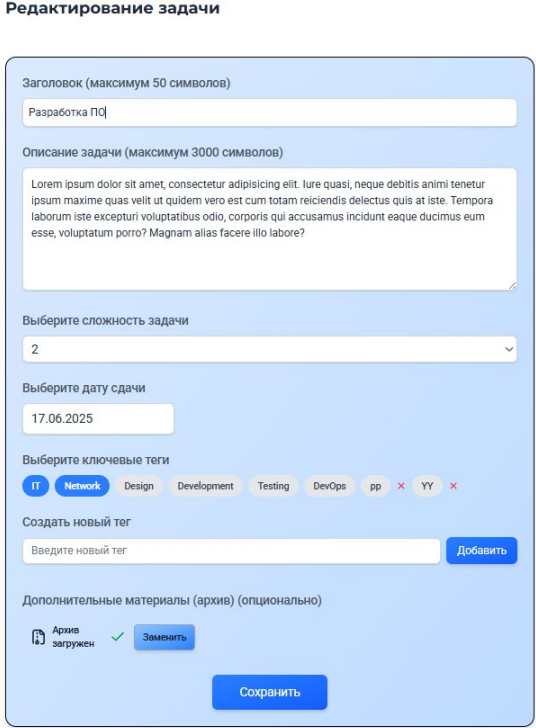 Редактирование задачи
Заголовок (максимум 50 символов)
Разработка ПО
Описание задачи (максимум 3000 символов)
Lorem ipsum dolor sit amet, consectetur adipisicing elit. Iure quasi, neque debitis animi tenetur
ipsum maxime quas velit ut quidem vero est cum totam reiciendis delectus quis at iste. Tempora
laborum iste excepturi voluptatibus odio, corporis qui accusamus incidunt eaque ducimus eum
esse, voluptatum porro? Magnam alias facere illo labore?
Выберите сложность задачи
2
Выберите дату сдачи
17.06.2025
Выберите ключевые теги
IT Network Design Development Testing DevOps pp × YY ×
Создать новый тег
Введите новый тег Добавить
Дополнительные материалы (архив) (опционально)
Архив
загружен
Заменить
Сохранить